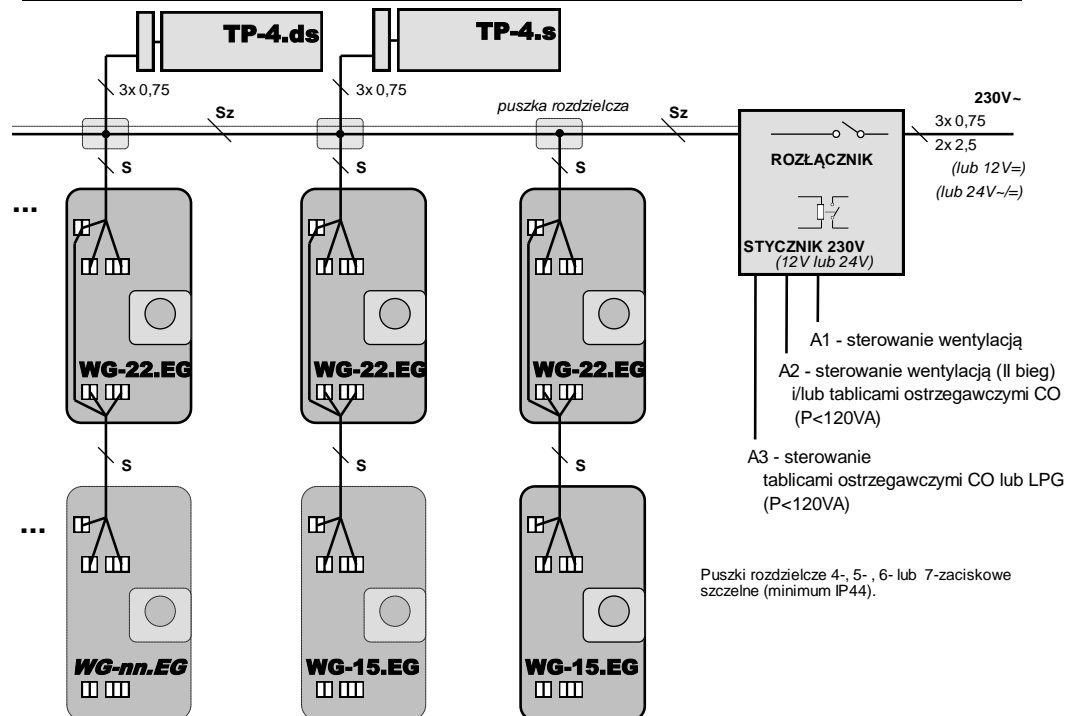 TP-4.ds
TP-4.s
3x 0,75
3x 0,75
Sz
puszka rozdzielcza
Sz
230V~
3x 0,75
2x 2,5
(lub 12V=)
(lub 24V~/=)
ROZŁĄCZNIK
STYCZNIK 230V
(12V lub 24V)
S
S
S
...
WG-22.EG
WG-22.EG
WG-22.EG
A1 - sterowanie wentylacją
A2 - sterowanie wentylacją (II bieg)
i/lub tablicami ostrzegawczymi CO
(P<120VA)
A3 - sterowanie
tablicami ostrzegawczymi CO lub LPG
(P<120VA)
S
S
S
...
WG-nn.EG
WG-15.EG
WG-15.EG
Puszki rozdzielcze 4-, 5- , 6- lub 7-zaciskowe
szczelne (minimum IP44).